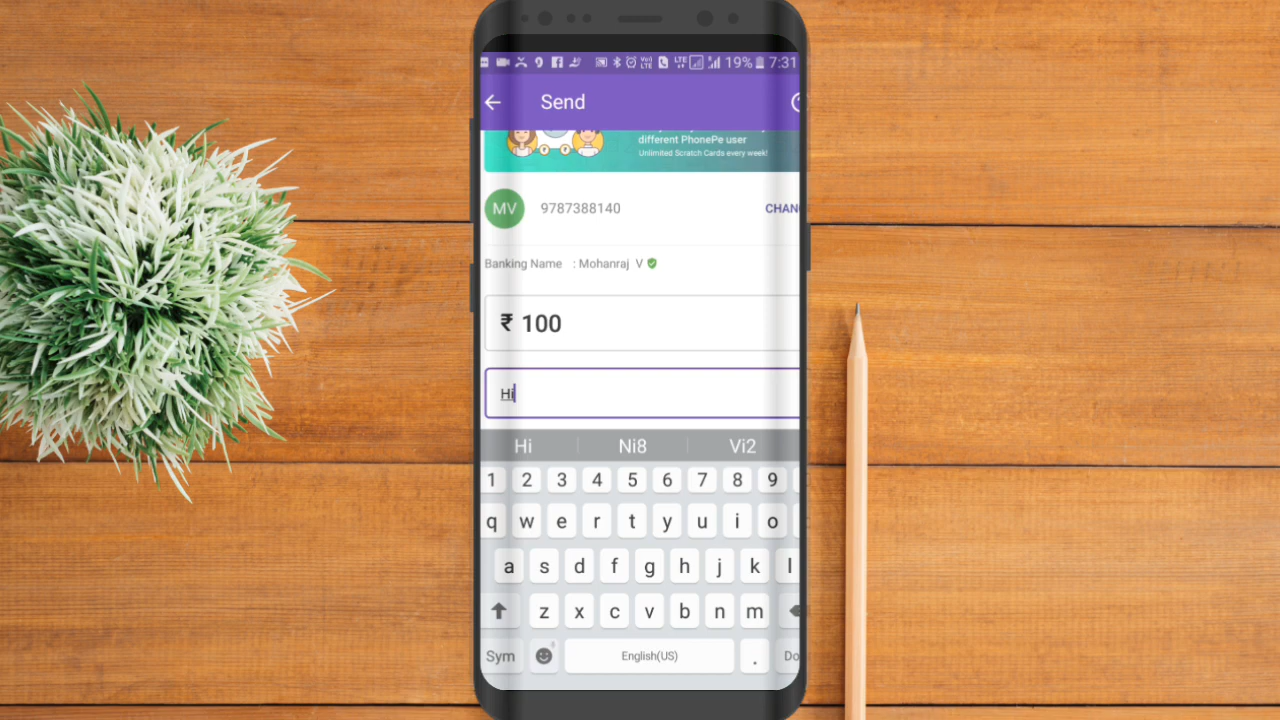 19% 7:31
Send
different PhonePe user
Unlimited Scratch Cards every week!
MV 9787388140 CHAN
Banking Name : Mohanraj V
₹ 100
Hi
Hi Ni8 Vi2
1 2 3 4 5 6 7 8 9
q w e r t y u i o
a s d f g h j k l
z x c v b n m
Sym English(US) . Do